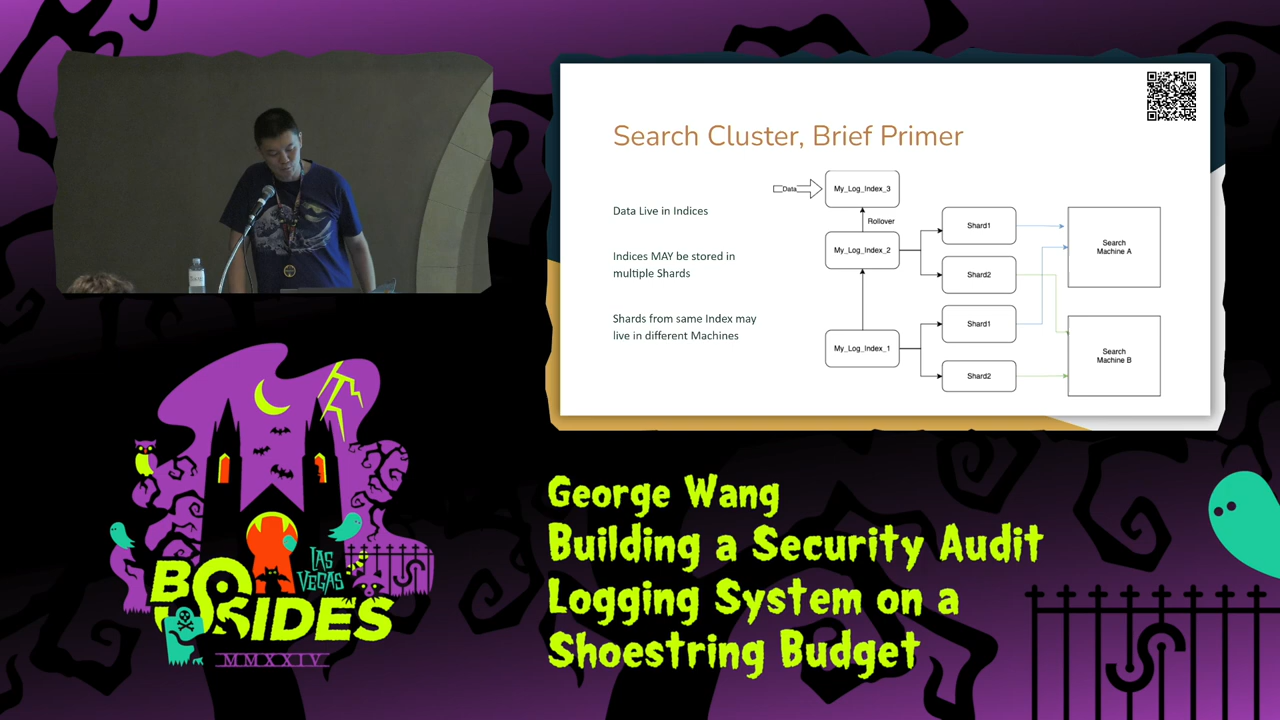 Search Cluster, Brief Primer
Data Live in Indices
Indices MAY be stored in
multiple Shards
Shards from same Index may
live in different Machines
Data
My_Log_Index_3
Rollover
My_Log_Index_2
My_Log_Index_1
Shard1
Shard2
Shard1
Shard2
Search
Machine A
Search
Machine B
George Wang
Building a Security Audit
Logging System on a
Shoestring Budget
LAS
VEGAS
BSIDES
MMXXIV